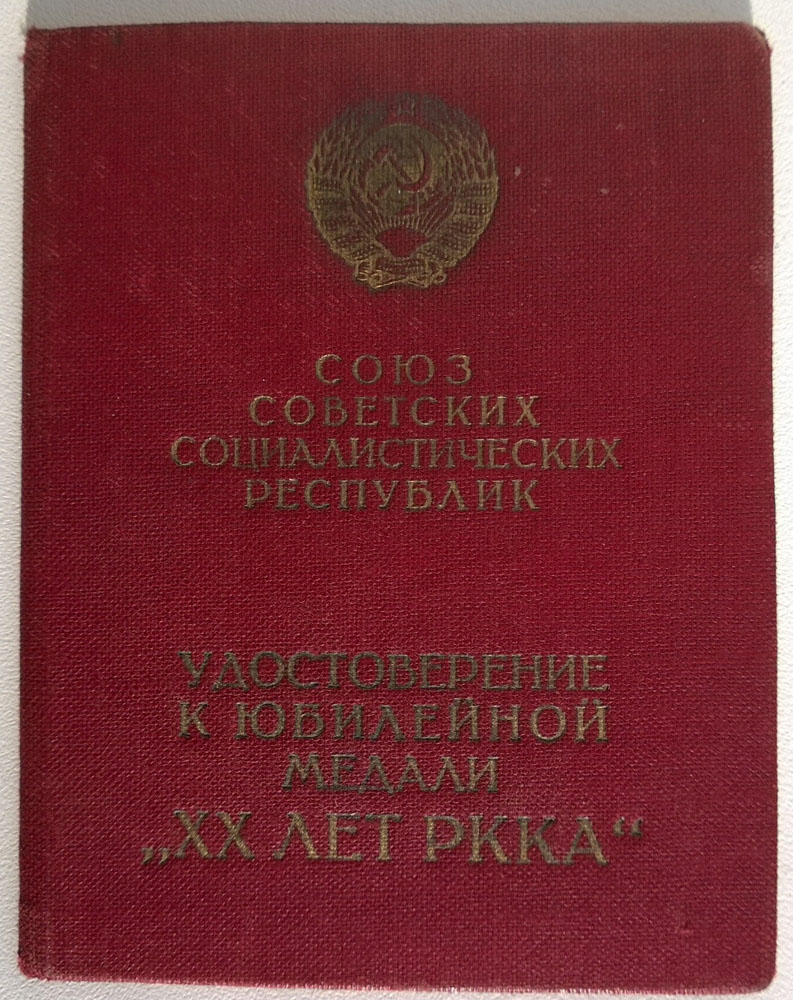 СОЮЗ
СОВЕТСКИХ
СОЦИАЛИСТИЧЕСКИХ
РЕСПУБЛИК
УДОСТОВЕРЕНИЕ
К ЮБИЛЕЙНОЙ
МЕДАЛИ
„XX ЛЕТ РККА“